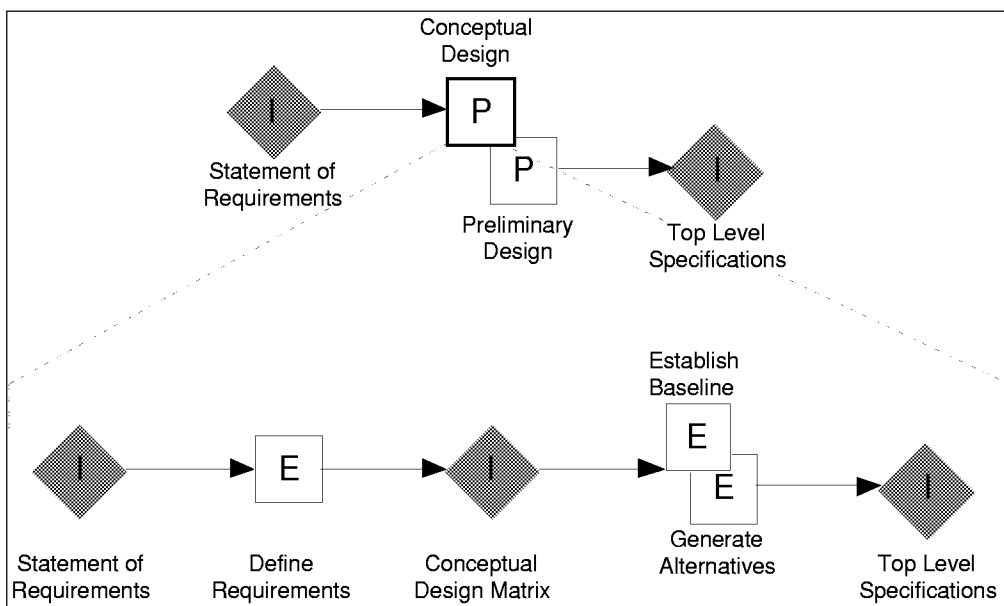 Conceptual
Design
I
P
Statement of
Requirements
P
Preliminary
Design
I
Top Level
Specifications
Establish
Baseline
I
E
I
E
E
I
Statement of
Requirements
Define
Requirements
Conceptual
Design Matrix
Generate
Alternatives
Top Level
Specifications